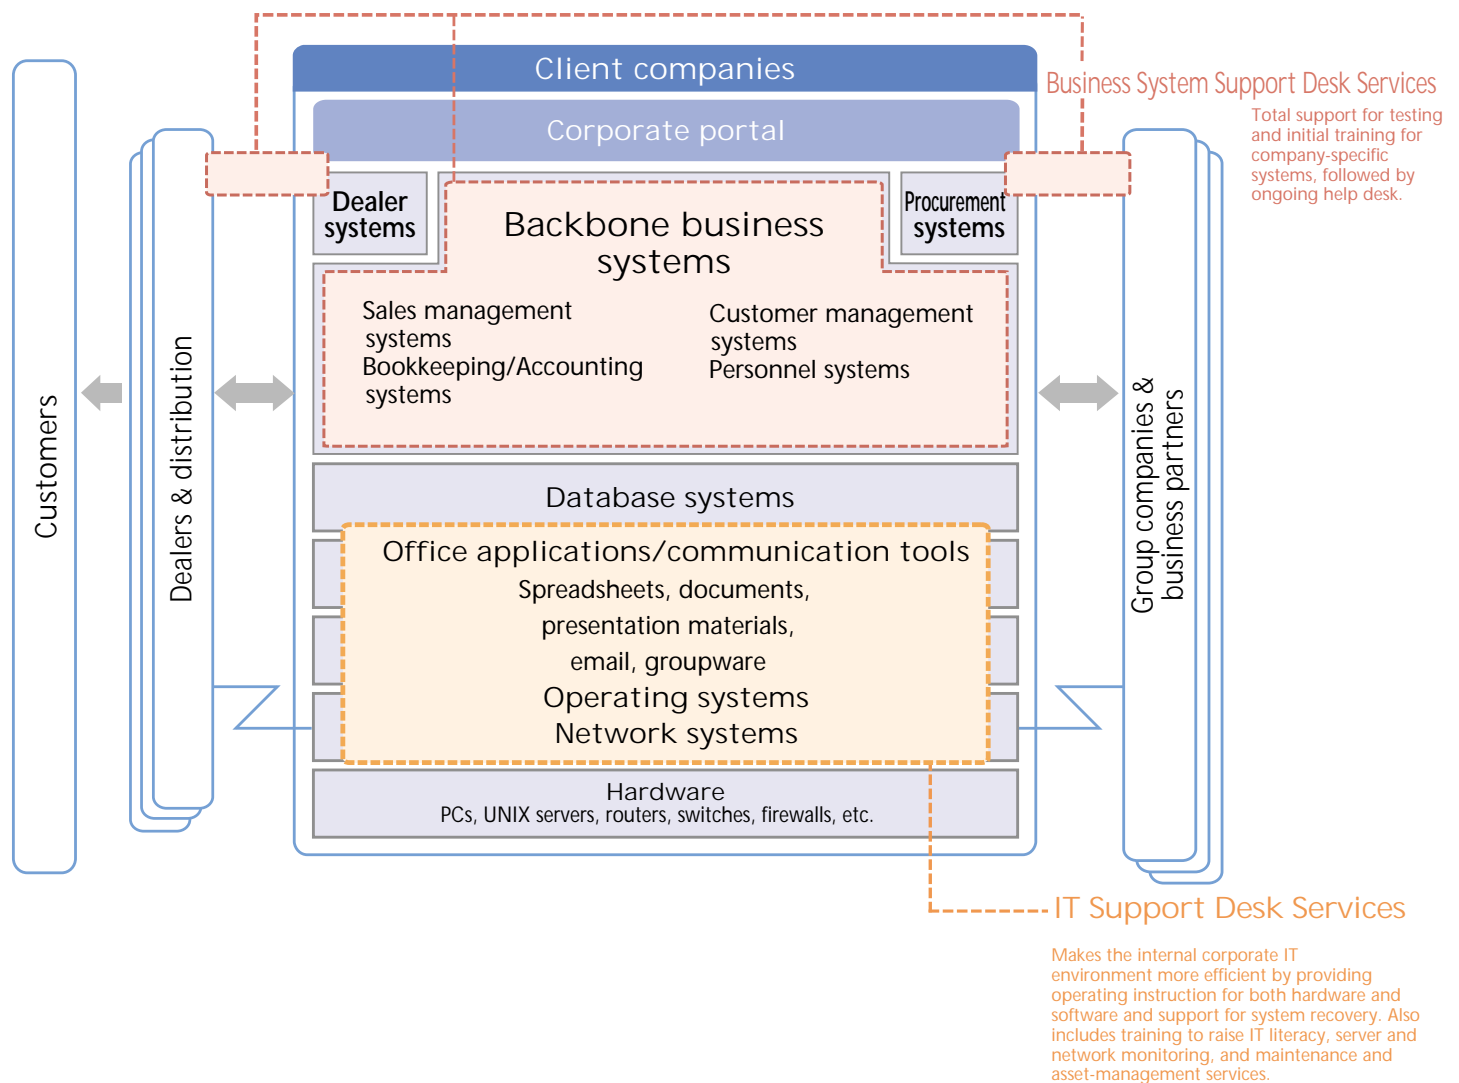 Client companies
Corporate portal
Business System Support Desk Services
Total support for testing
and initial training for
company-specific
systems, followed by
ongoing help desk.
Dealer
systems
Procurement
systems
Backbone business
systems
Sales management
systems
Bookkeeping/Accounting
systems
Customer management
systems
Personnel systems
Customers
Dealers & distribution
Group companies &
business partners
Database systems
Office applications/communication tools
Spreadsheets, documents,
presentation materials,
email, groupware
Operating systems
Network systems
Hardware
PCs, UNIX servers, routers, switches, firewalls, etc.
IT Support Desk Services
Makes the internal corporate IT
environment more efficient by providing
operating instruction for both hardware and
software and support for system recovery. Also
includes training to raise IT literacy, server and
network monitoring, and maintenance and
asset-management services.